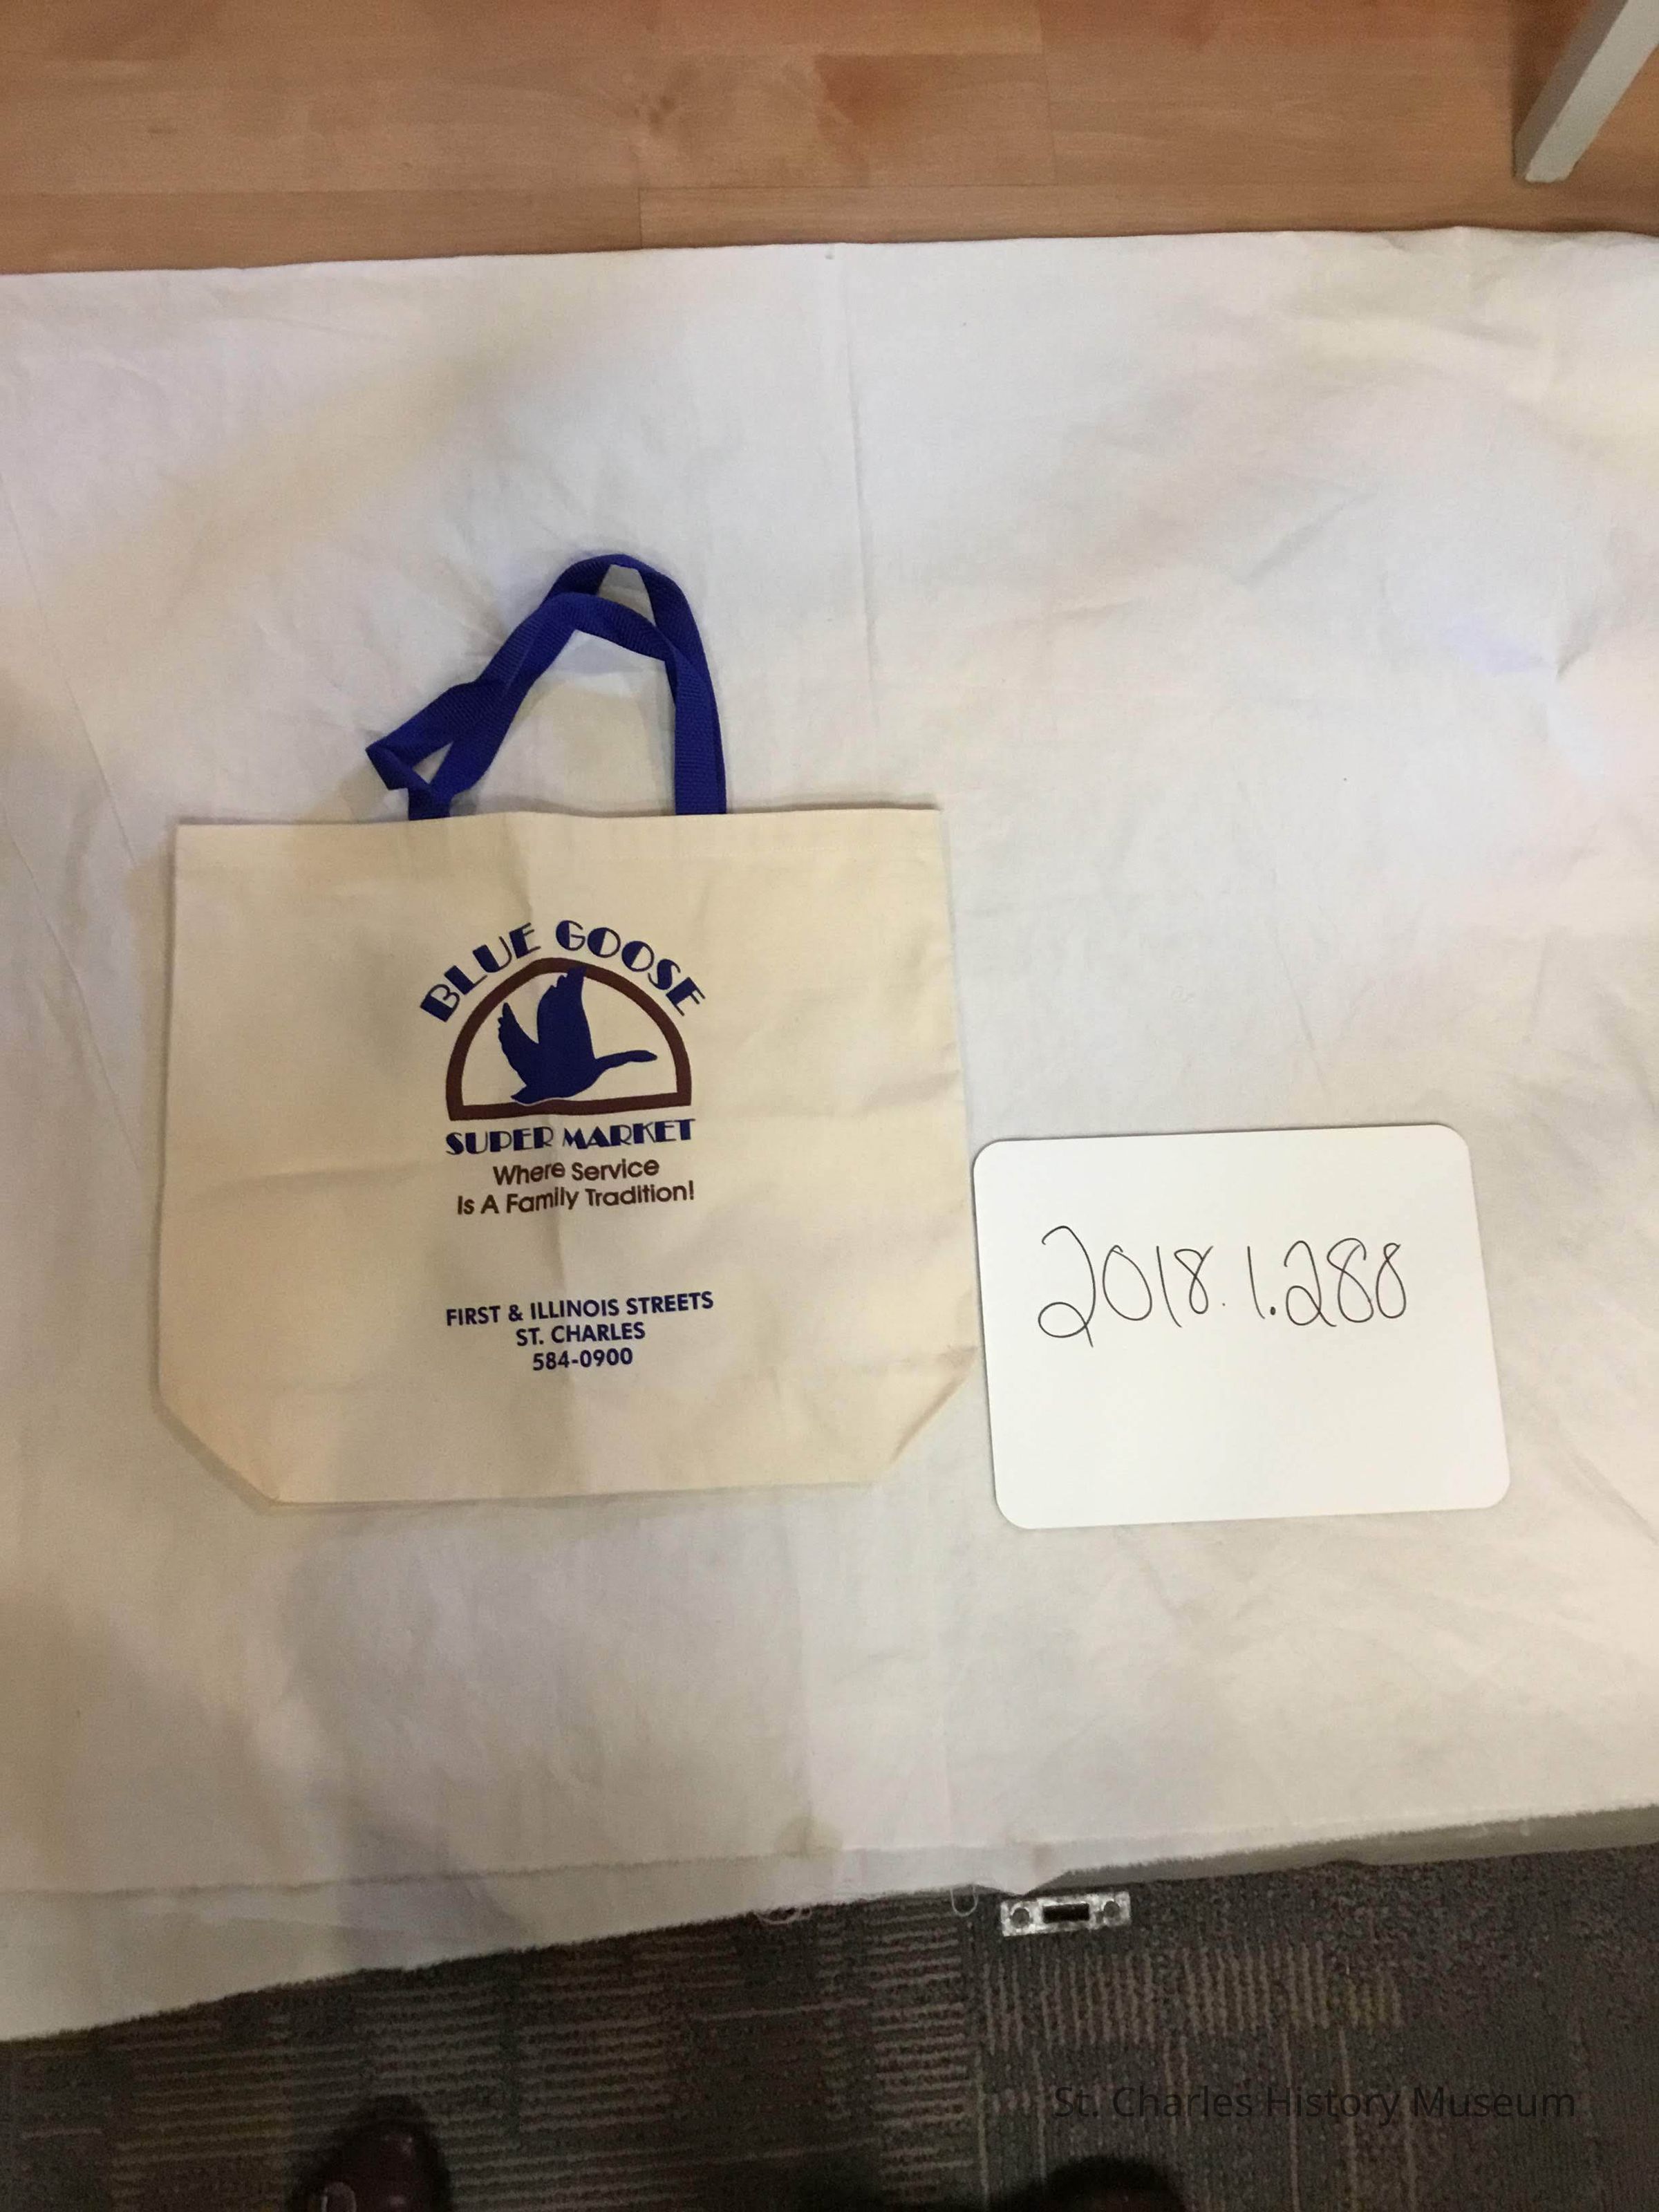 BLUE GOOSE
SUPER MARKET
Where Service
Is A Family Tradition!
FIRST & ILLINOIS STREETS
ST. CHARLES
584-0900
2018.1.288
St. Charles History Museum